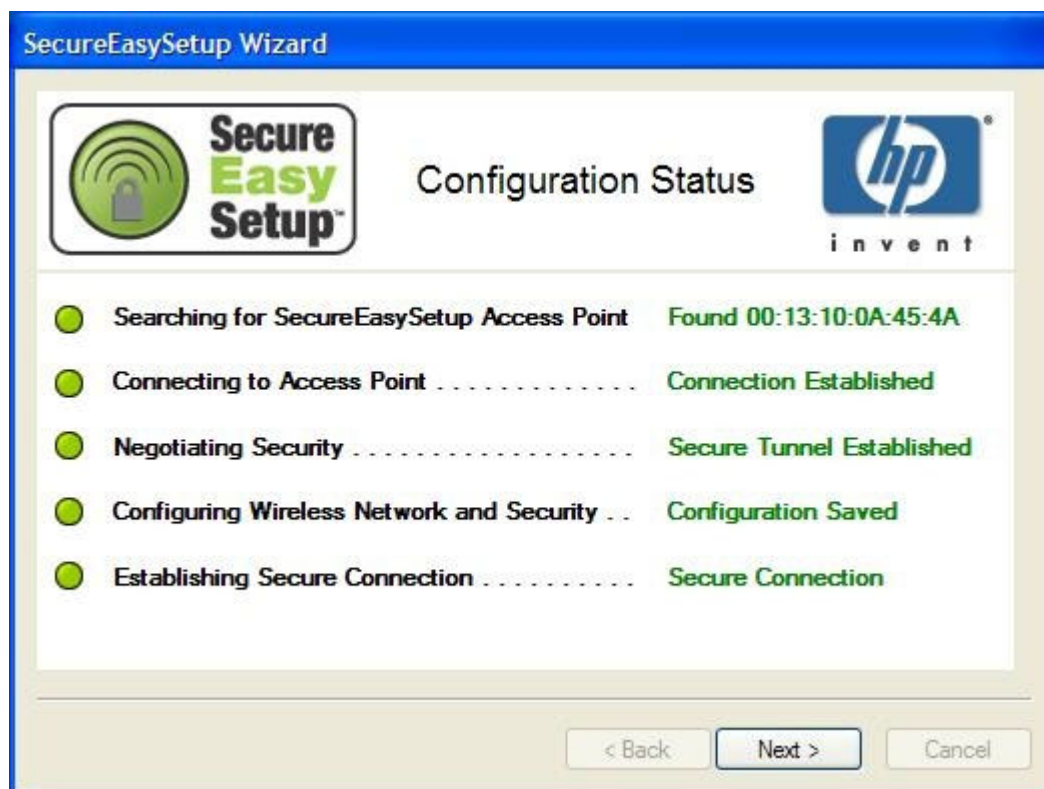 SecureEasySetup Wizard
Secure
Easy
Setup™
Configuration Status
hp
®
invent
Searching for SecureEasySetup Access Point Found 00:13:10:0A:45:4A
Connecting to Access Point . . . . . . . . . . . . . Connection Established
Negotiating Security . . . . . . . . . . . . . . . . . . Secure Tunnel Established
Configuring Wireless Network and Security . . Configuration Saved
Establishing Secure Connection . . . . . . . . . . Secure Connection
< Back Next > Cancel